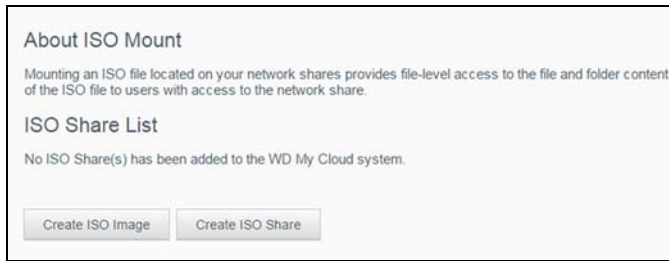 About ISO Mount
Mounting an ISO file located on your network shares provides file-level access to the file and folder content
of the ISO file to users with access to the network share.
ISO Share List
No ISO Share(s) has been added to the WD My Cloud system.
Create ISO Image Create ISO Share